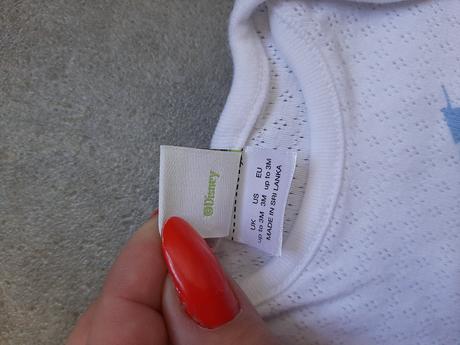 ©Disney
UK US EU
up to 3M 3M up to 3M
MADE IN SRI LANKA